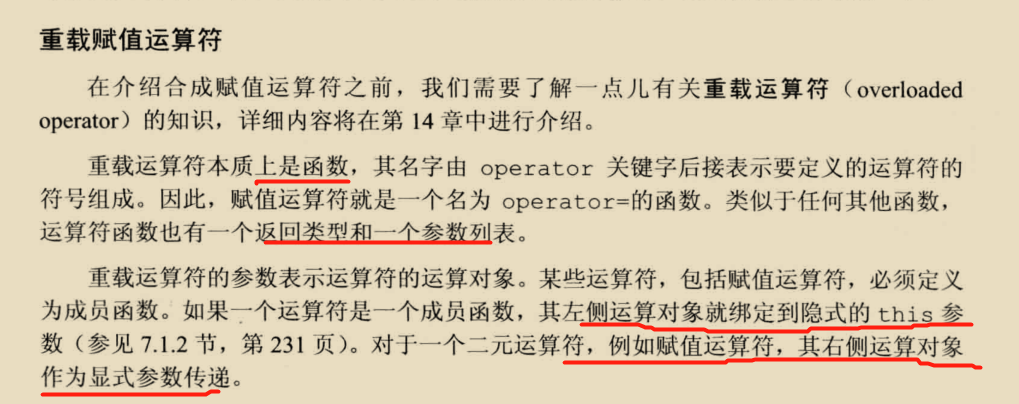 重载赋值运算符
在介绍合成赋值运算符之前，我们需要了解一点儿有关重载运算符（overloaded
operator）的知识，详细内容将在第 14 章中进行介绍。
重载运算符本质上是函数，其名字由 operator 关键字后接表示要定义的运算符的
符号组成。因此，赋值运算符就是一个名为 operator=的函数。类似于任何其他函数，
运算符函数也有一个返回类型和一个参数列表。
重载运算符的参数表示运算符的运算对象。某些运算符，包括赋值运算符，必须定义
为成员函数。如果一个运算符是一个成员函数，其左侧运算对象就绑定到隐式的 this 参
数（参见 7.1.2 节，第 231 页）。对于一个二元运算符，例如赋值运算符，其右侧运算对象
作为显式参数传递。